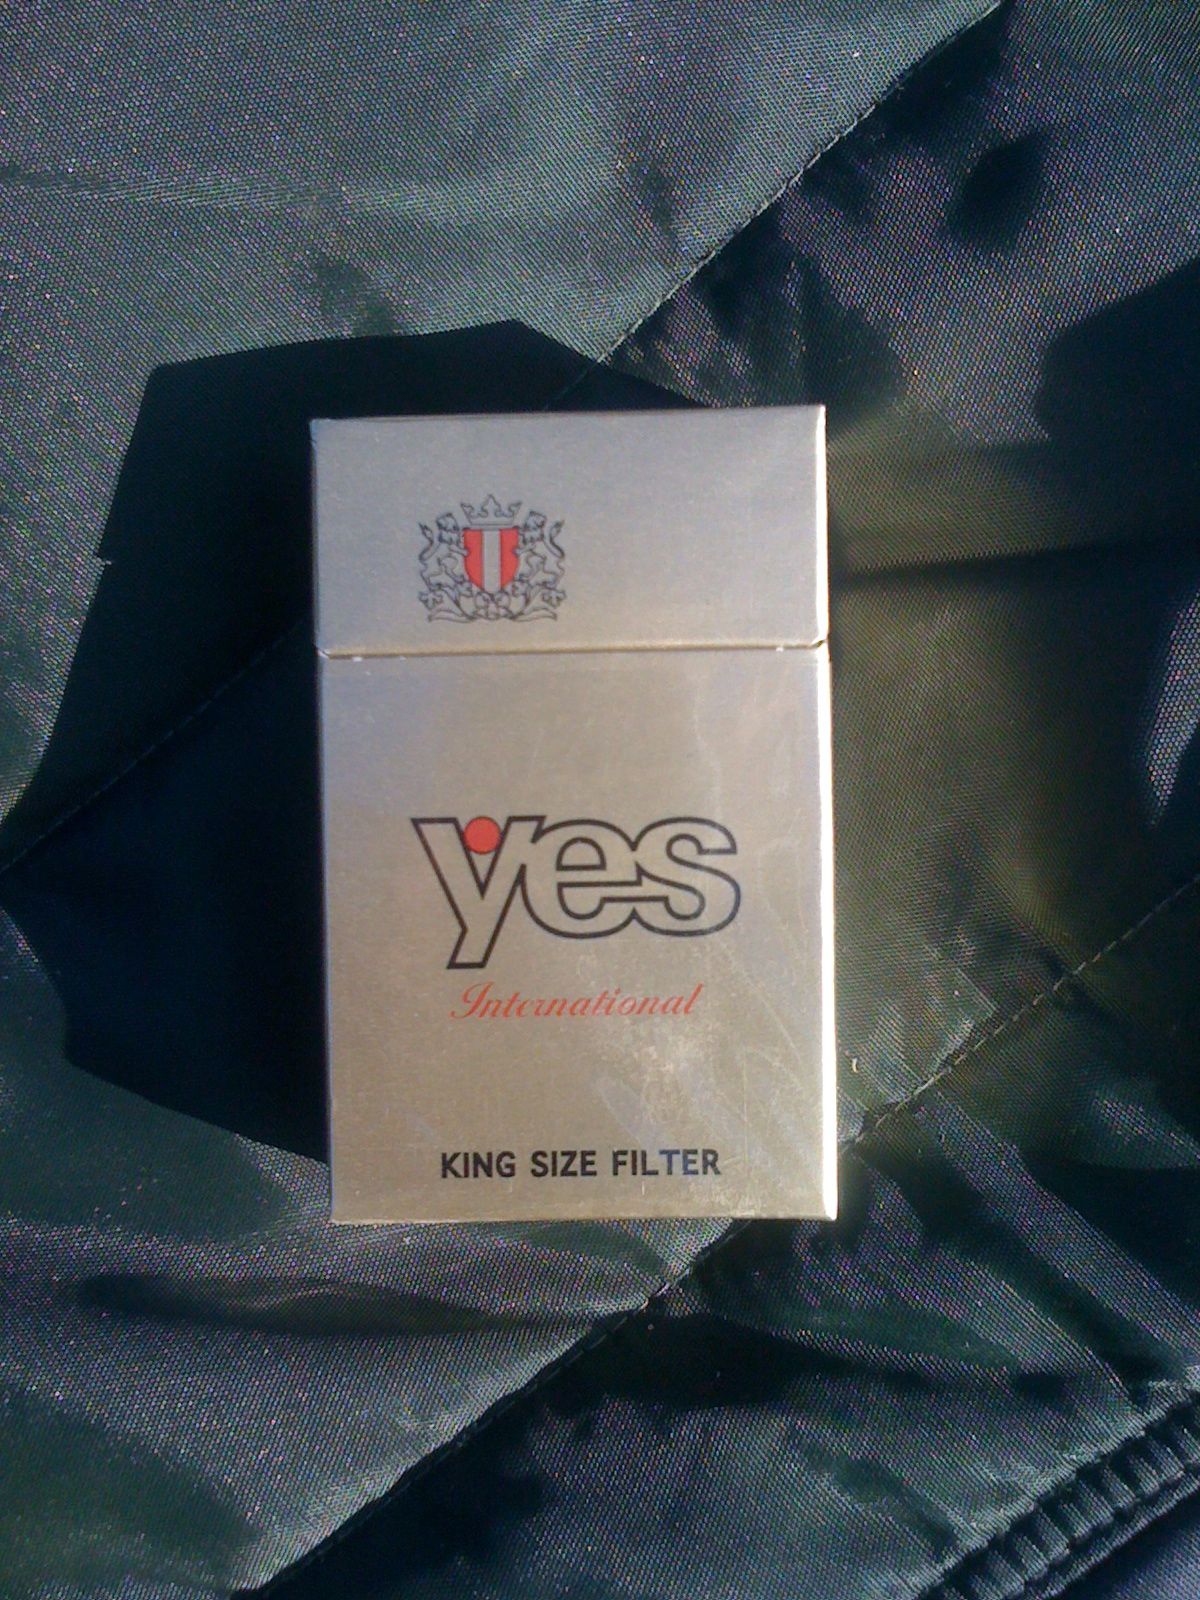 yes
International
KING SIZE FILTER